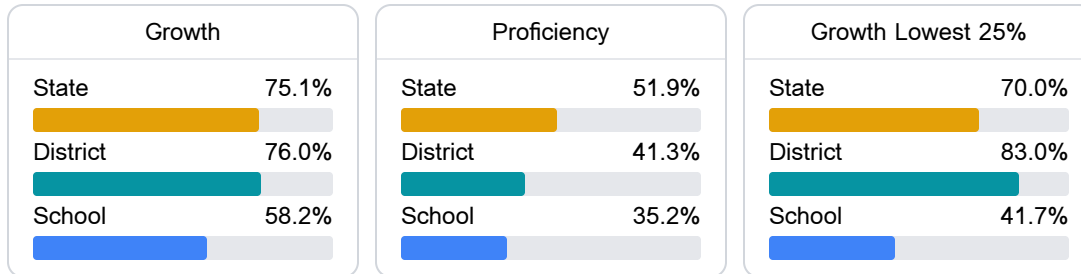 Growth
State 75.1%
District 76.0%
School 58.2%
Proficiency
State 51.9%
District 41.3%
School 35.2%
Growth Lowest 25%
State 70.0%
District 83.0%
School 41.7%